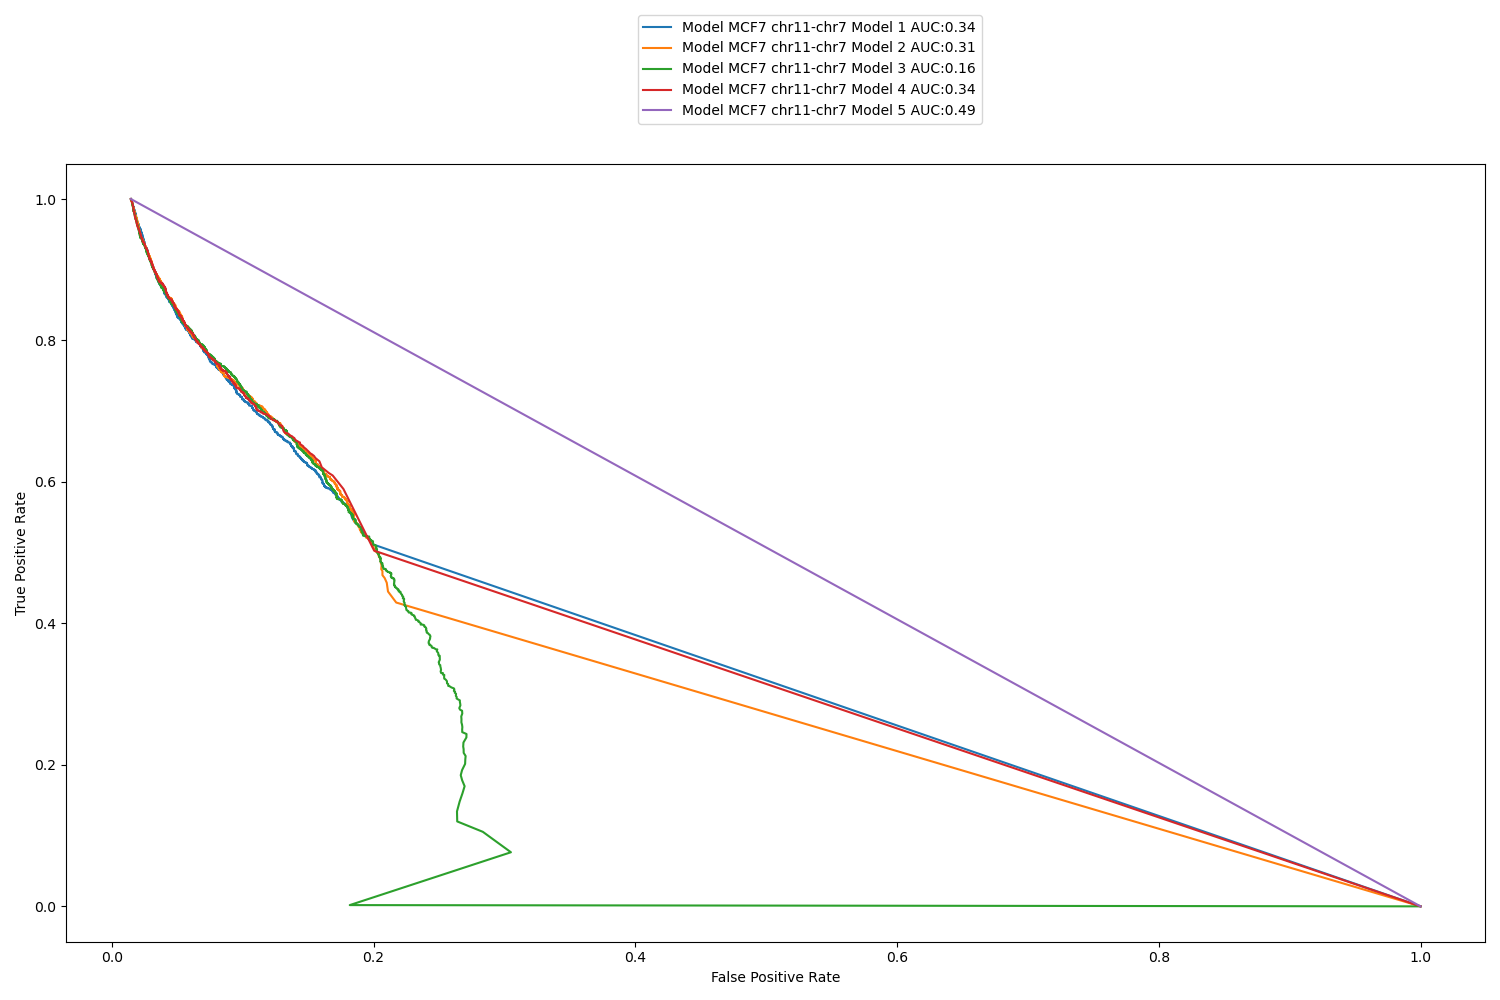 Model MCF7 chr11-chr7 Model 1 AUC:0.34
Model MCF7 chr11-chr7 Model 2 AUC:0.31
Model MCF7 chr11-chr7 Model 3 AUC:0.16
Model MCF7 chr11-chr7 Model 4 AUC:0.34
Model MCF7 chr11-chr7 Model 5 AUC:0.49
True Positive Rate
1.0
0.8
0.6
0.4
0.2
0.0
0.0 0.2 0.4 0.6 0.8 1.0
False Positive Rate